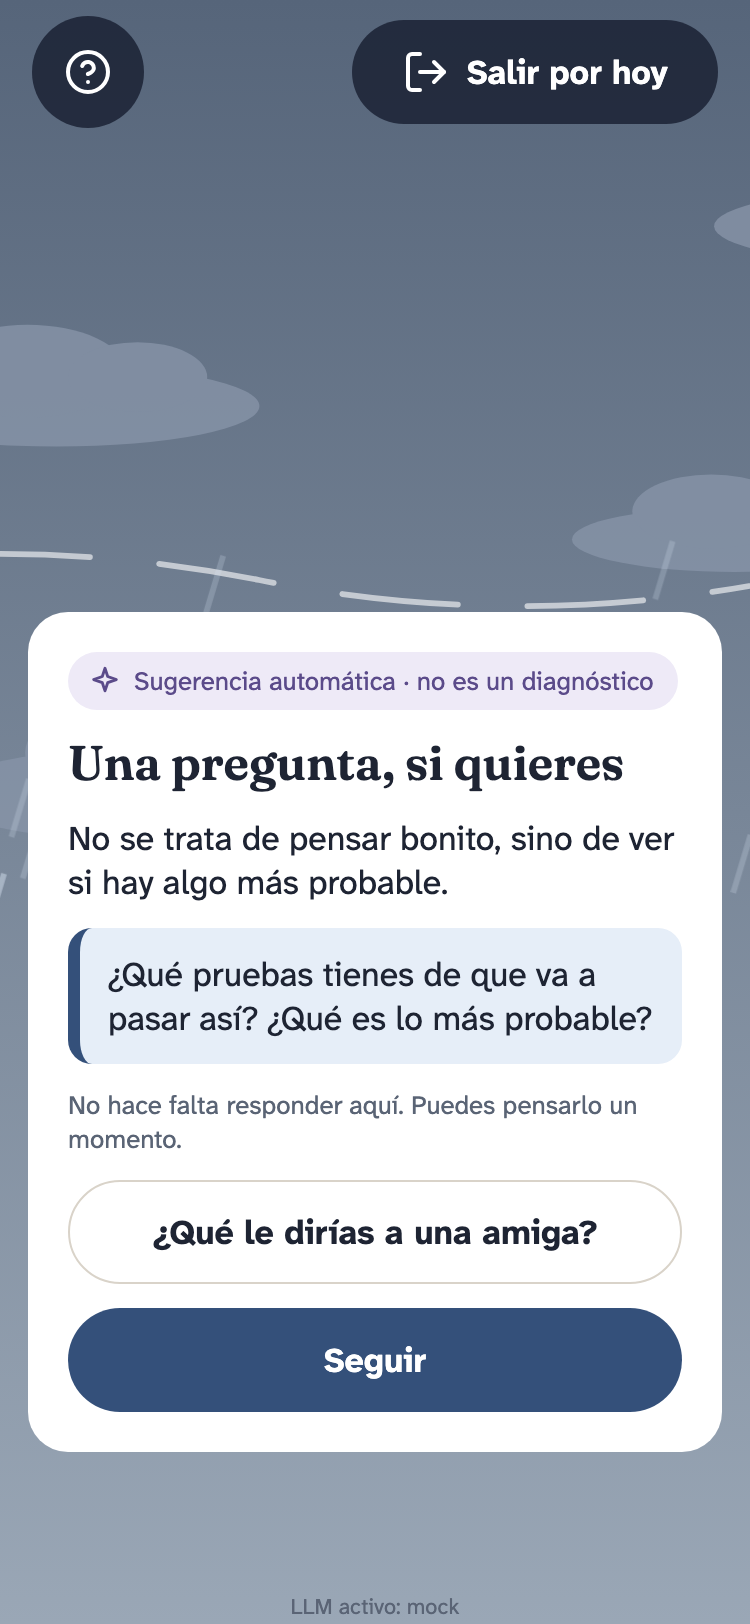 Salir por hoy
Sugerencia automática · no es un diagnóstico
Una pregunta, si quieres
No se trata de pensar bonito, sino de ver
si hay algo más probable.
¿Qué pruebas tienes de que va a
pasar así? ¿Qué es lo más probable?
No hace falta responder aquí. Puedes pensarlo un
momento.
¿Qué le dirías a una amiga?
Seguir
LLM activo: mock